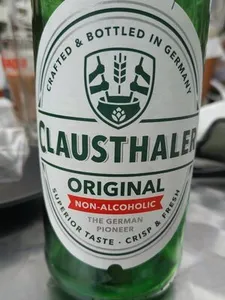 CRAFTED & BOTTLED IN GERMANY
CLAUSTHALER
ORIGINAL
NON-ALCOHOLIC
THE GERMAN
PIONEER
SUPERIOR TASTE · CRISP & FRESH